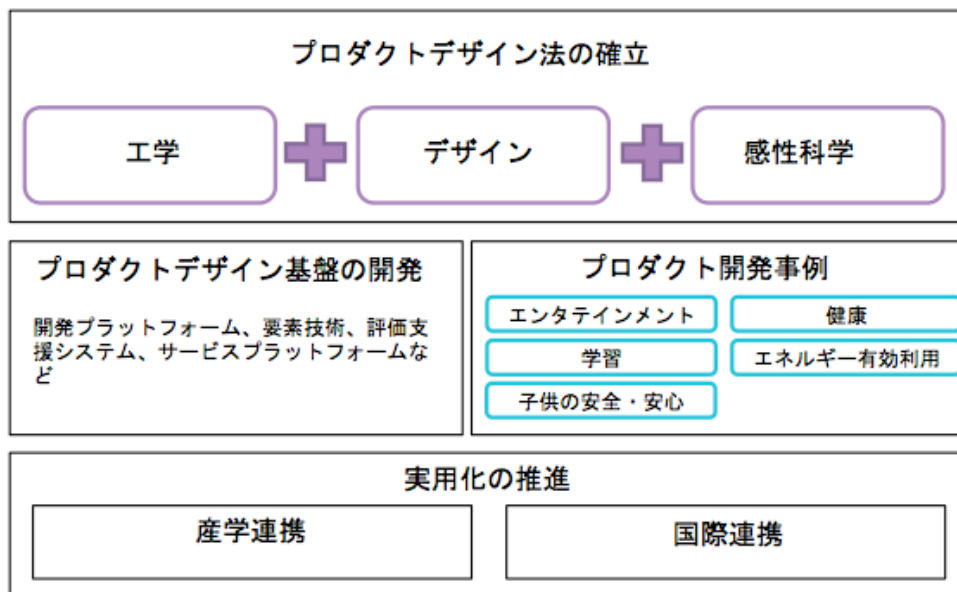 プロダクトデザイン法の確立
工学
デザイン
感性科学
プロダクトデザイン基盤の開発
開発プラットフォーム、要素技術、評価支
援システム、サービスプラットフォームな
ど
プロダクト開発事例
エンタテインメント
健康
学習
エネルギー有効利用
子供の安全・安心
実用化の推進
産学連携
国際連携